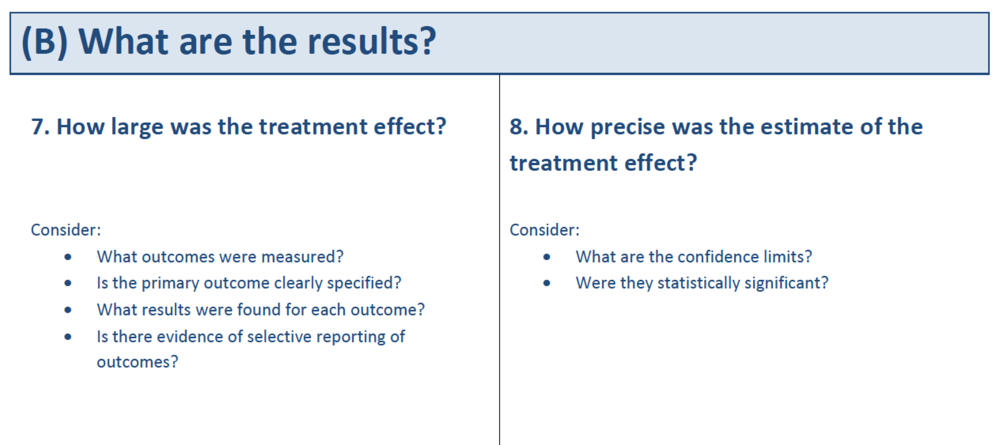 (B) What are the results?
7. How large was the treatment effect?
Consider:
• What outcomes were measured?
• Is the primary outcome clearly specified?
• What results were found for each outcome?
• Is there evidence of selective reporting of
outcomes?
8. How precise was the estimate of the
treatment effect?
Consider:
• What are the confidence limits?
• Were they statistically significant?